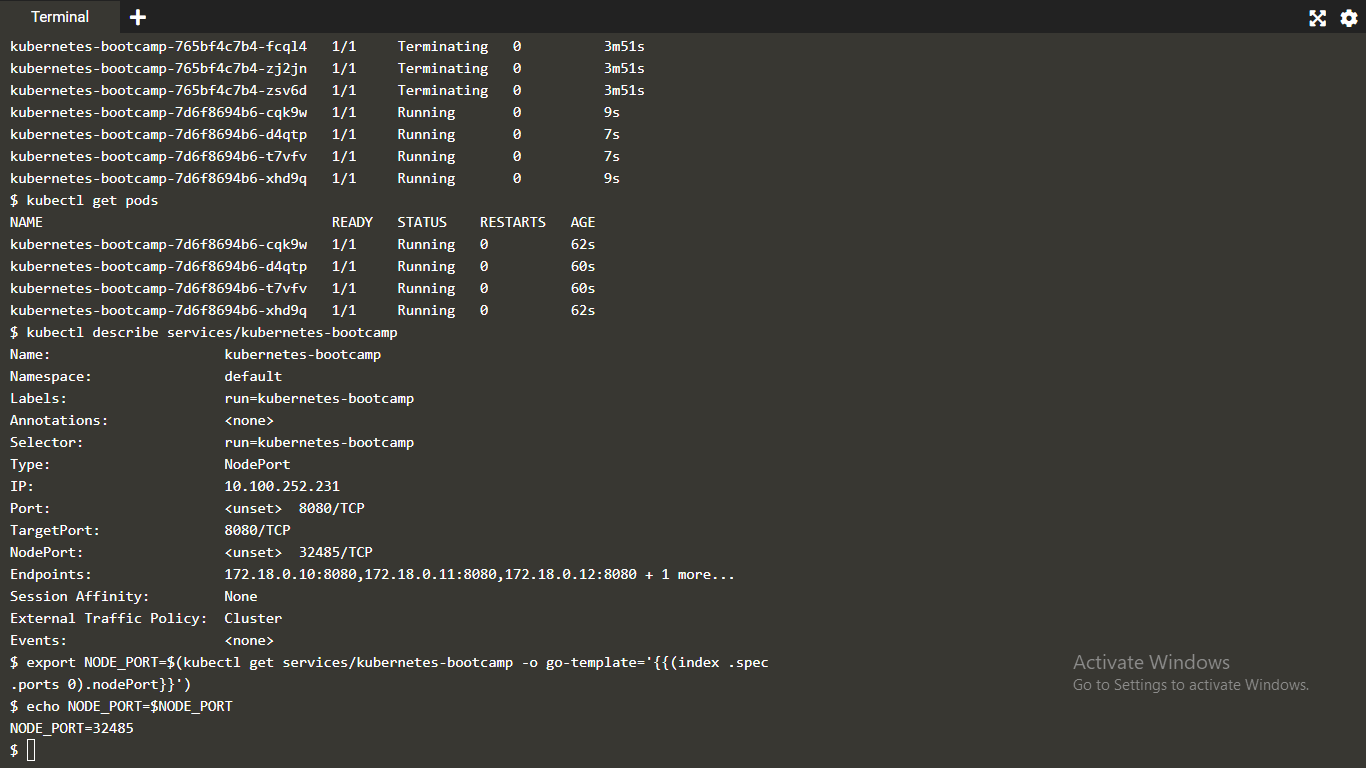 Terminal
kubernetes-bootcamp-765bf4c7b4-fcql4   1/1     Terminating   0          3m51s
kubernetes-bootcamp-765bf4c7b4-zj2jn   1/1     Terminating   0          3m51s
kubernetes-bootcamp-765bf4c7b4-zsv6d   1/1     Terminating   0          3m51s
kubernetes-bootcamp-7d6f8694b6-cqk9w   1/1     Running       0          9s
kubernetes-bootcamp-7d6f8694b6-d4qtp   1/1     Running       0          7s
kubernetes-bootcamp-7d6f8694b6-t7vfv   1/1     Running       0          7s
kubernetes-bootcamp-7d6f8694b6-xhd9q   1/1     Running       0          9s
$ kubectl get pods
NAME                                   READY   STATUS    RESTARTS   AGE
kubernetes-bootcamp-7d6f8694b6-cqk9w   1/1     Running   0          62s
kubernetes-bootcamp-7d6f8694b6-d4qtp   1/1     Running   0          60s
kubernetes-bootcamp-7d6f8694b6-t7vfv   1/1     Running   0          60s
kubernetes-bootcamp-7d6f8694b6-xhd9q   1/1     Running   0          62s
$ kubectl describe services/kubernetes-bootcamp
Name:                     kubernetes-bootcamp
Namespace:                default
Labels:                   run=kubernetes-bootcamp
Annotations:              <none>
Selector:                 run=kubernetes-bootcamp
Type:                     NodePort
IP:                       10.100.252.231
Port:                     <unset>  8080/TCP
TargetPort:               8080/TCP
NodePort:                 <unset>  32485/TCP
Endpoints:                172.18.0.10:8080,172.18.0.11:8080,172.18.0.12:8080 + 1 more...
Session Affinity:         None
External Traffic Policy:  Cluster
Events:                   <none>
$ export NODE_PORT=$(kubectl get services/kubernetes-bootcamp -o go-template='{{(index .spec
.ports 0).nodePort}}')
$ echo NODE_PORT=$NODE_PORT
NODE_PORT=32485
$
Activate Windows
Go to Settings to activate Windows.